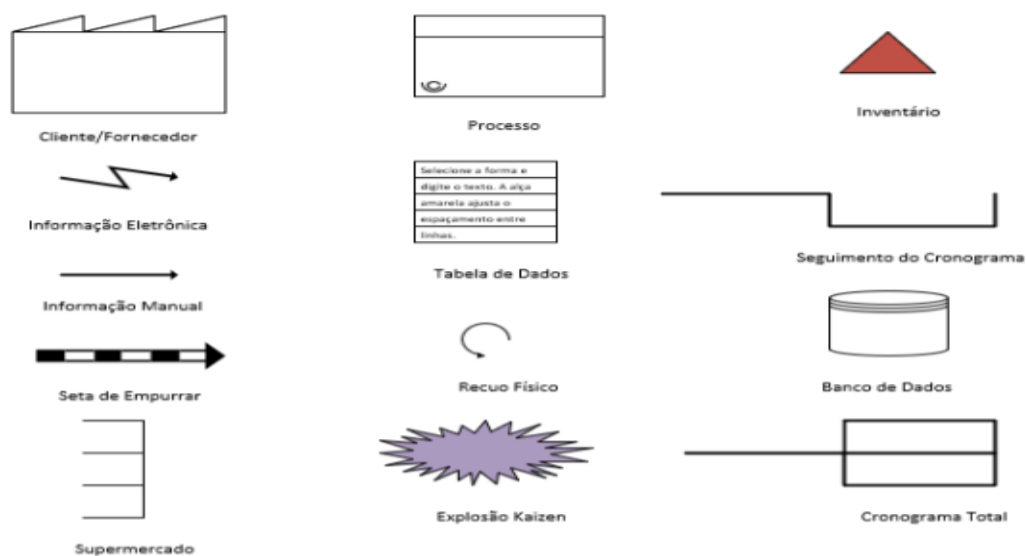 Cliente/Fornecedor
Processo
Inventário
Informação Eletrônica
Selecione a forma e
digite o texto. A alça
amarela ajusta o
espaçamento entre
linhas.
Tabela de Dados
Seguimento do Cronograma
Informação Manual
Seta de Empurrar
Recuo Físico
Banco de Dados
Supermercado
Explosão Kaizen
Cronograma Total